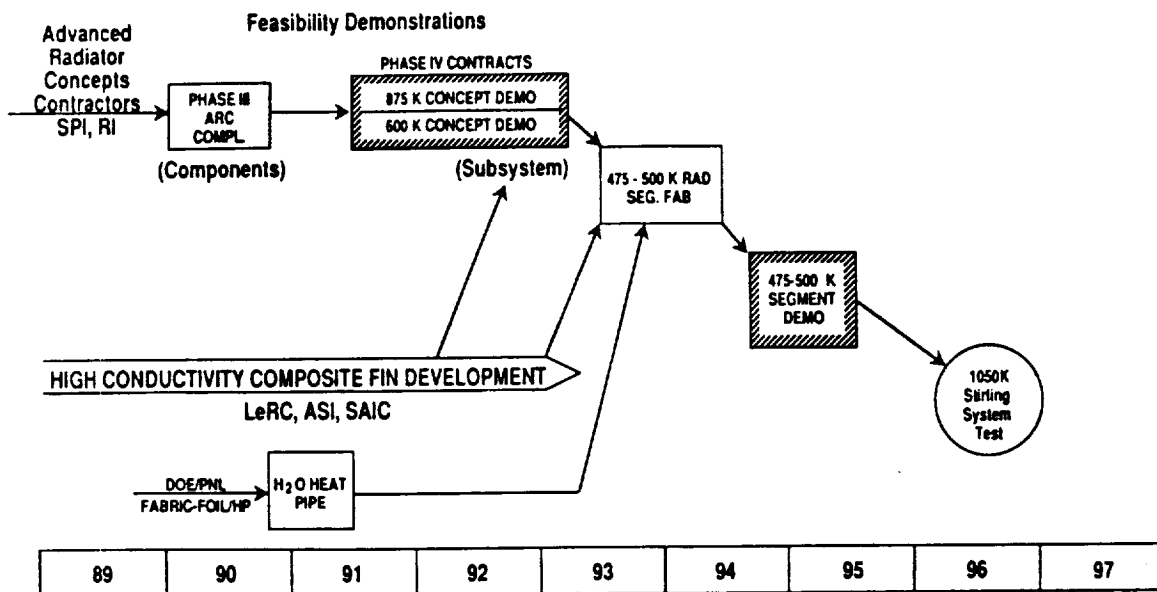 Feasibility Demonstrations
Advanced
Radiator
Concepts
Contractors
SPI, RI
PHASE III
ARC
COMPL.
(Components)
PHASE IV CONTRACTS
875 K CONCEPT DEMO
600 K CONCEPT DEMO
(Subsystem)
475 - 500 K RAD
SEG. FAB
475-500 K
SEGMENT
DEMO
1050K
Stirling
System
Test
HIGH CONDUCTIVITY COMPOSITE FIN DEVELOPMENT
LeRC, ASI, SAIC
DOE/PNL
FABRIC-FOIL/HP
H₂O HEAT
PIPE
89 90 91 92 93 94 95 96 97